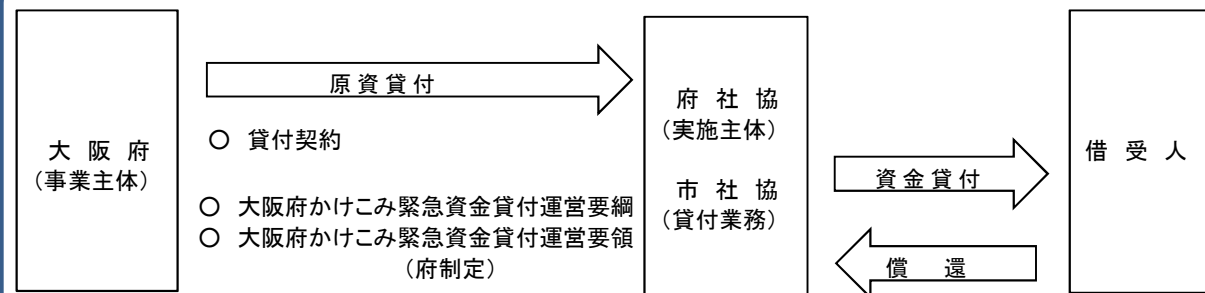 大阪府
（事業主体）
原資貸付
○ 貸付契約
○ 大阪府かけこみ緊急資金貸付運営要綱
○ 大阪府かけこみ緊急資金貸付運営要領
（府制定）
府社協
（実施主体）
市社協
（貸付業務）
資金貸付
償還
借受人